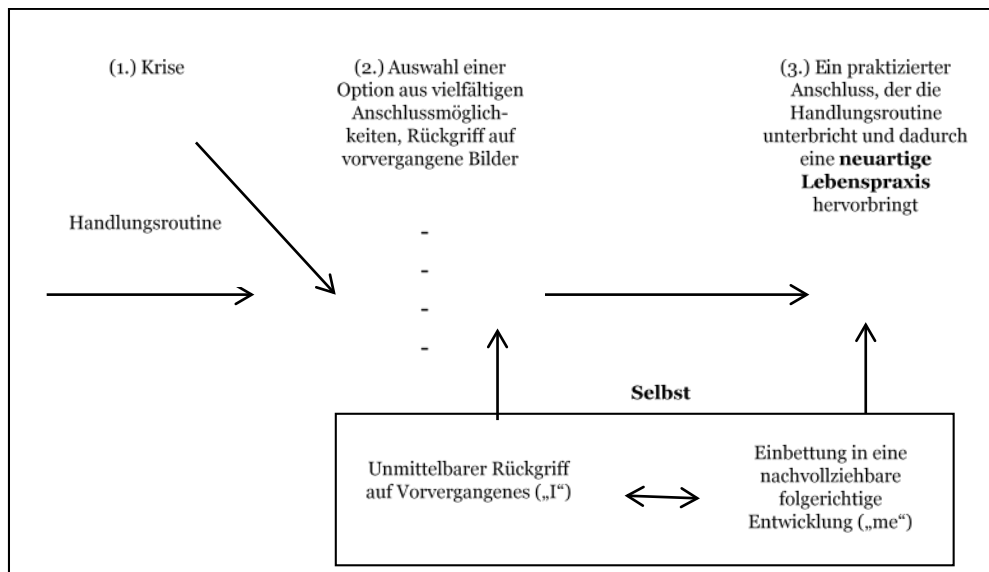 (1.) Krise
(2.) Auswahl einer
Option aus vielfältigen
Anschlussmöglich-
keiten, Rückgriff auf
vorvergangene Bilder
(3.) Ein praktizierter
Anschluss, der die
Handlungsroutine
unterbricht und dadurch
eine neuartige
Lebenspraxis
hervorbringt
Handlungsroutine
-
-
-
-
Selbst
Unmittelbarer Rückgriff
auf Vorvergangenes („I“)
Einbettung in eine
nachvollziehbare
folgerichtige
Entwicklung („me“)